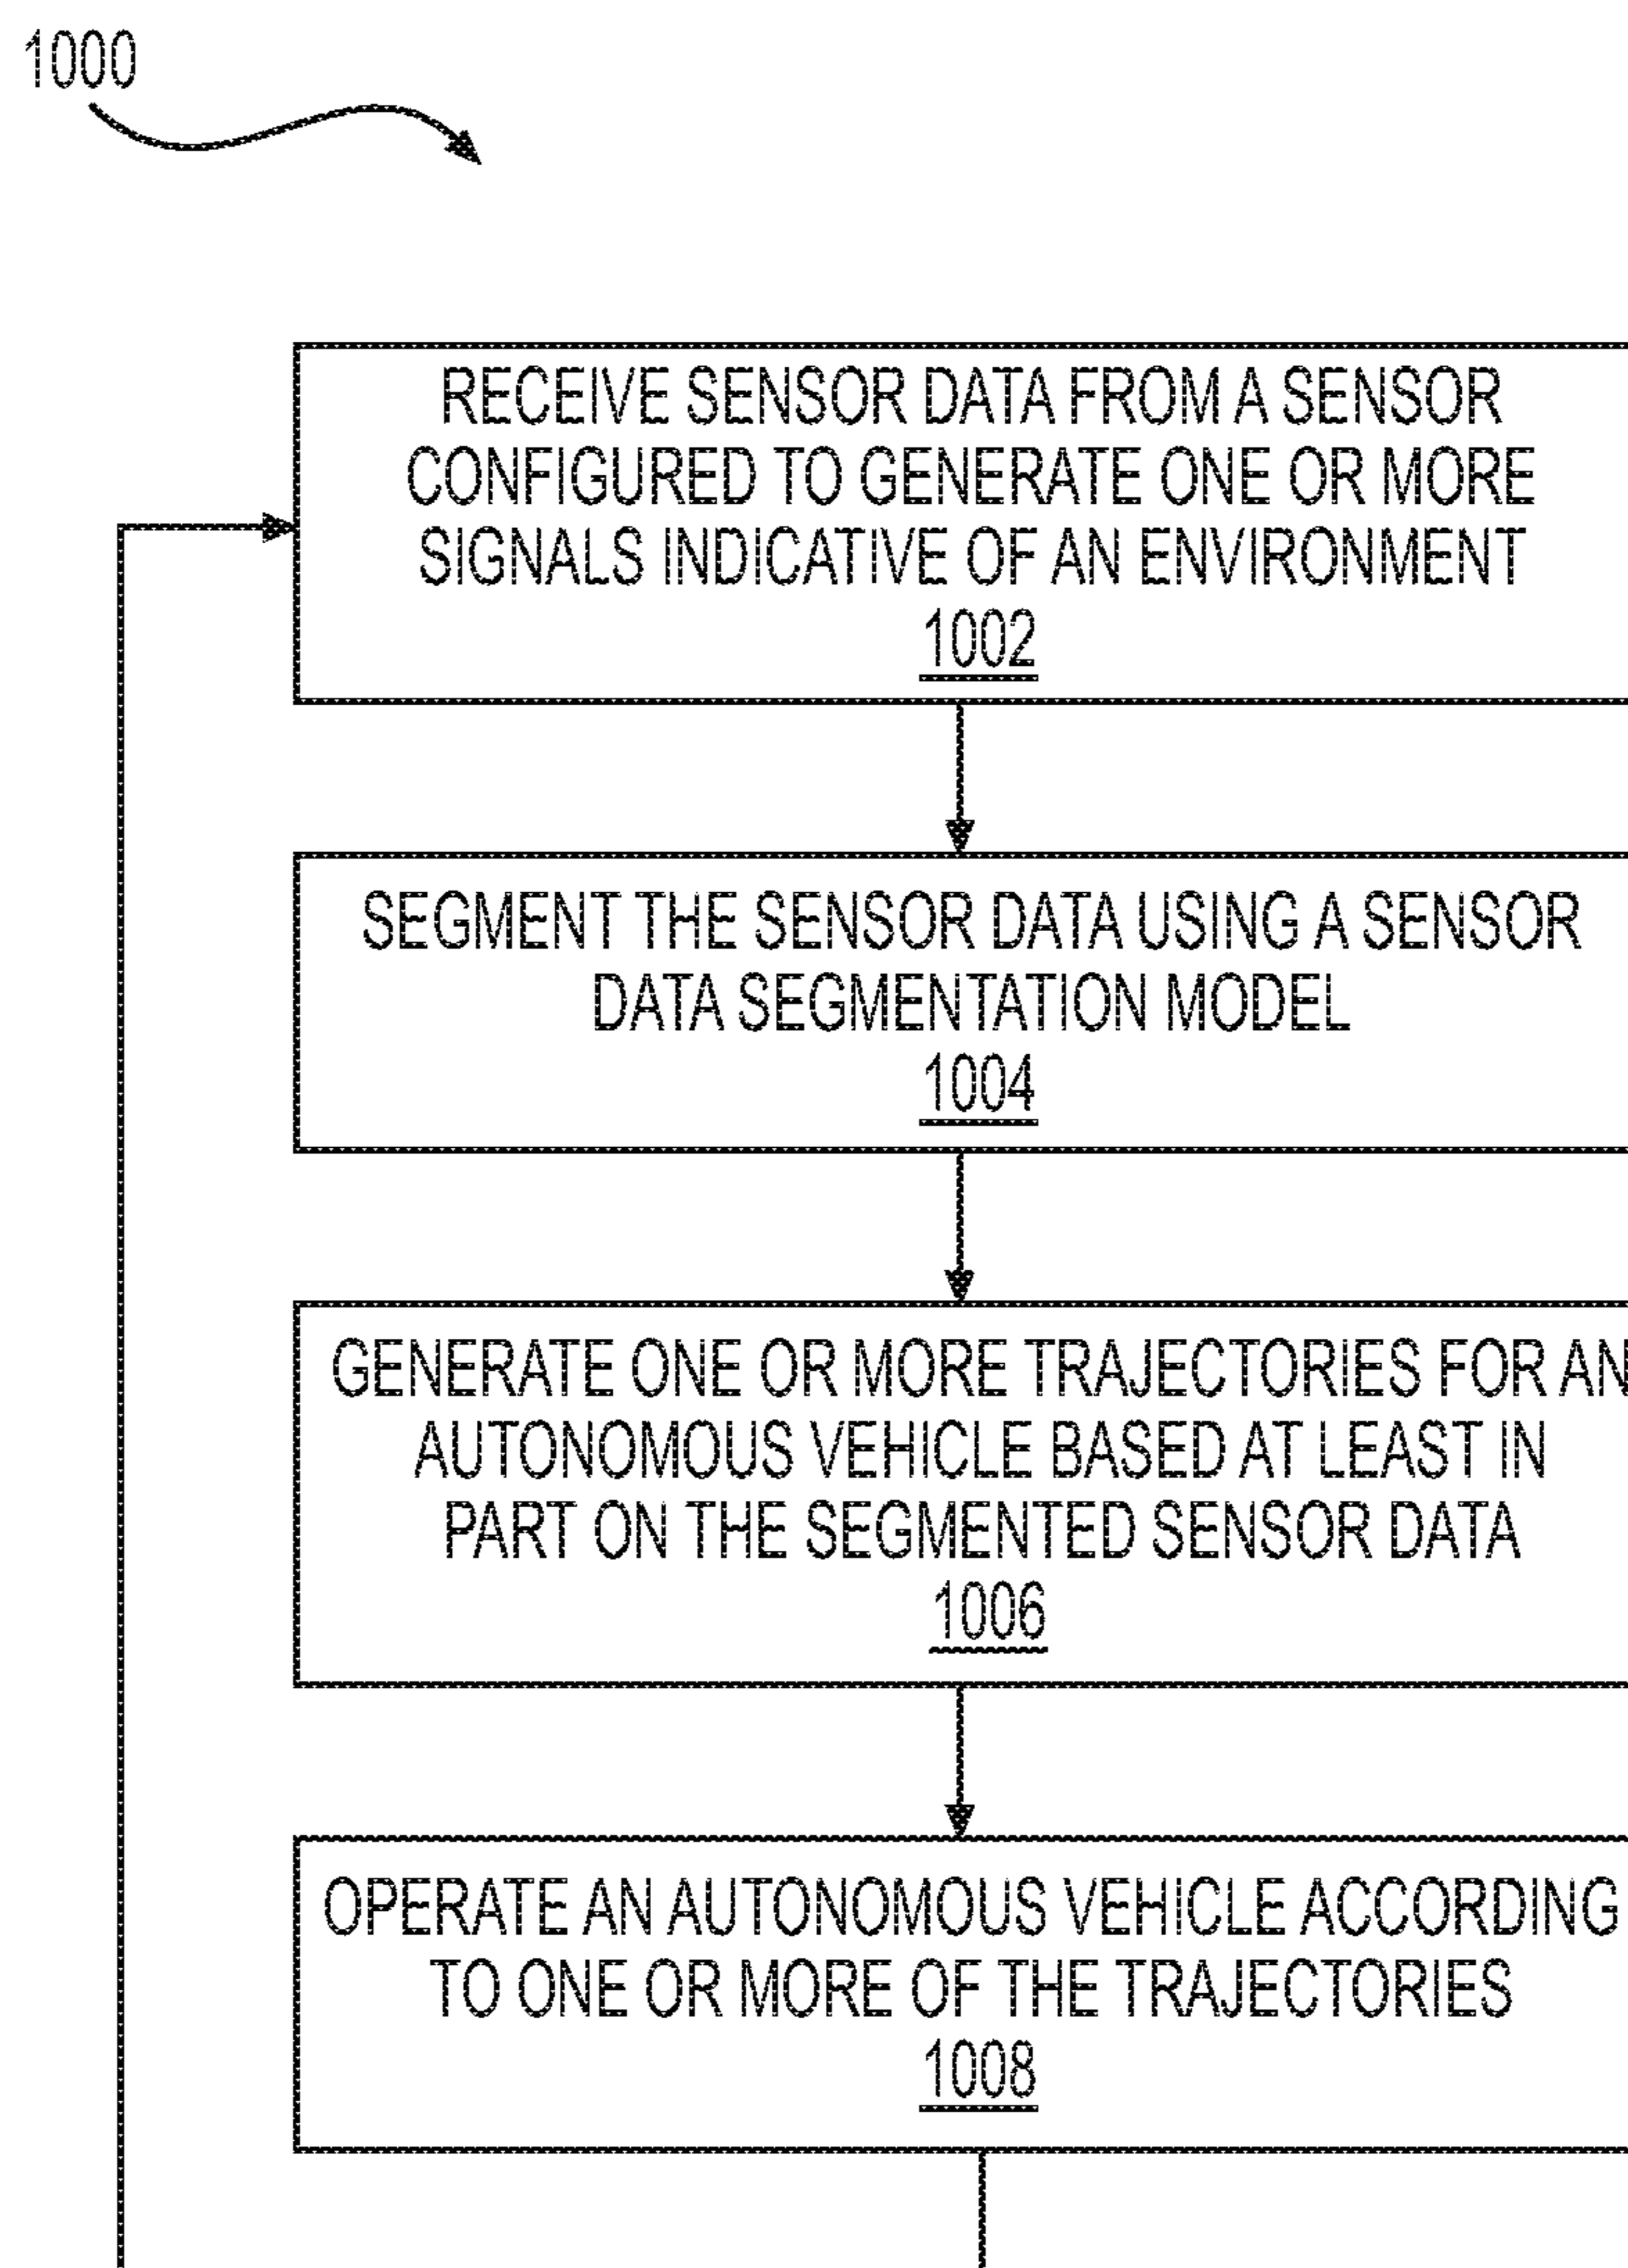 1000
RECEIVE SENSOR DATA FROM A SENSOR
CONFIGURED TO GENERATE ONE OR MORE
SIGNALS INDICATIVE OF AN ENVIRONMENT
1002
SEGMENT THE SENSOR DATA USING A SENSOR
DATA SEGMENTATION MODEL
1004
GENERATE ONE OR MORE TRAJECTORIES FOR AN
AUTONOMOUS VEHICLE BASED AT LEAST IN
PART ON THE SEGMENTED SENSOR DATA
1006
OPERATE AN AUTONOMOUS VEHICLE ACCORDING
TO ONE OR MORE OF THE TRAJECTORIES
1008